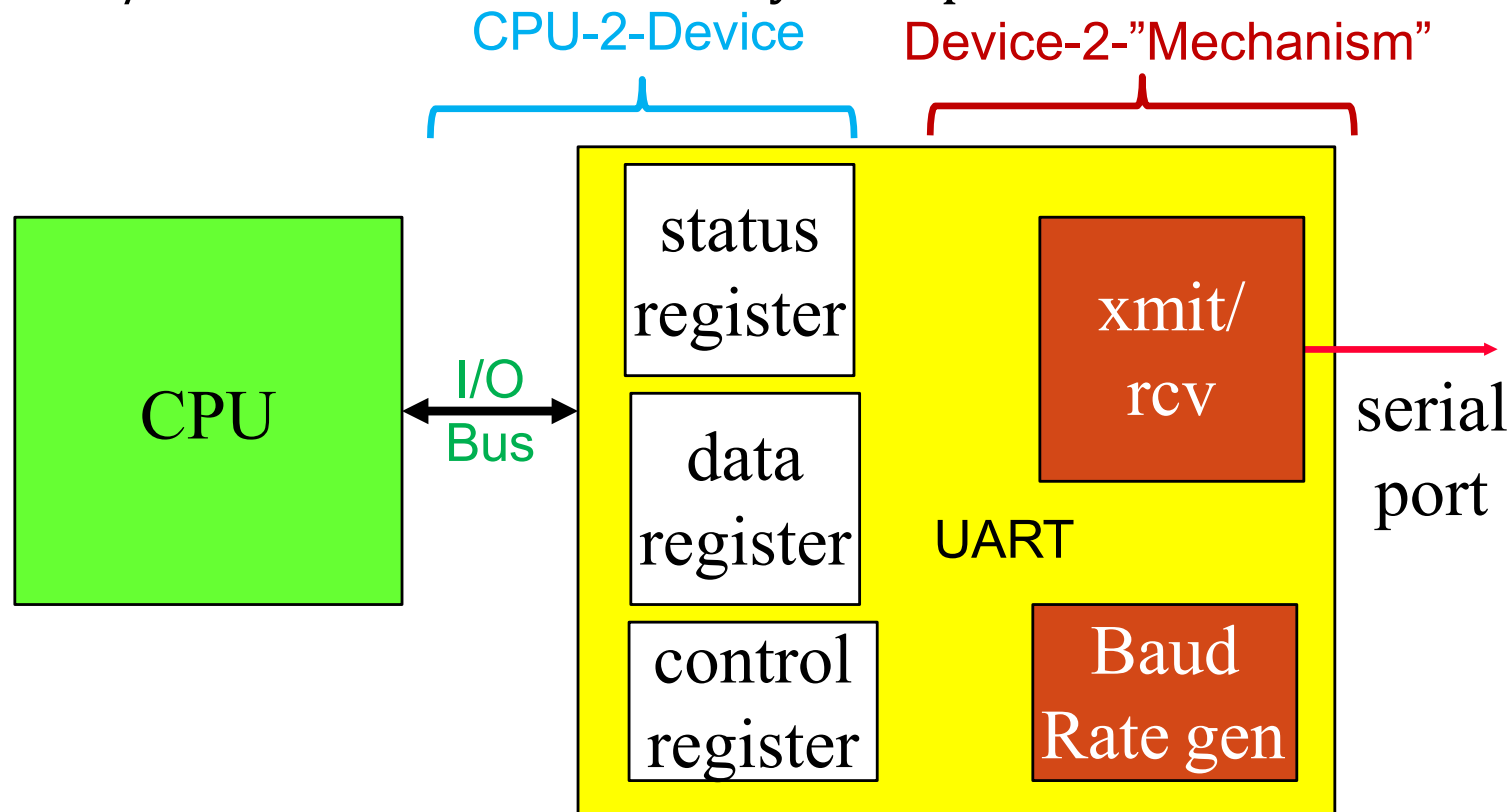 CPU-2-Device
Device-2-”Mechanism”
status
register
CPU
I/O
Bus
data
register
control
register
UART
xmit/
rcv
Baud
Rate gen
serial
port